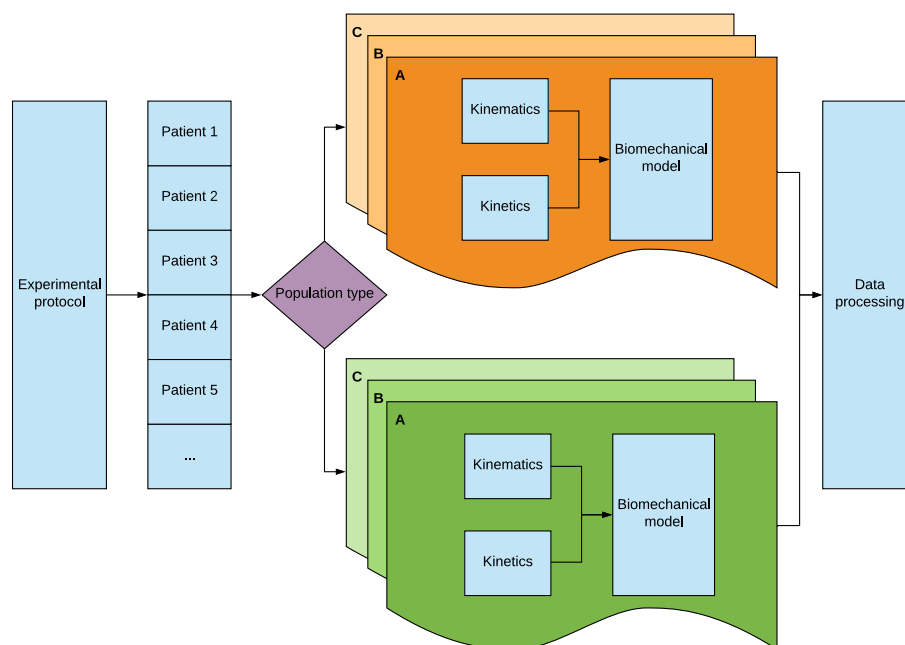 Experimental
protocol
Patient 1
Patient 2
Patient 3
Patient 4
Patient 5
...
Population type
C
B
A
Kinematics
Kinetics
Biomechanical
model
C
B
A
Kinematics
Kinetics
Biomechanical
model
Data
processing